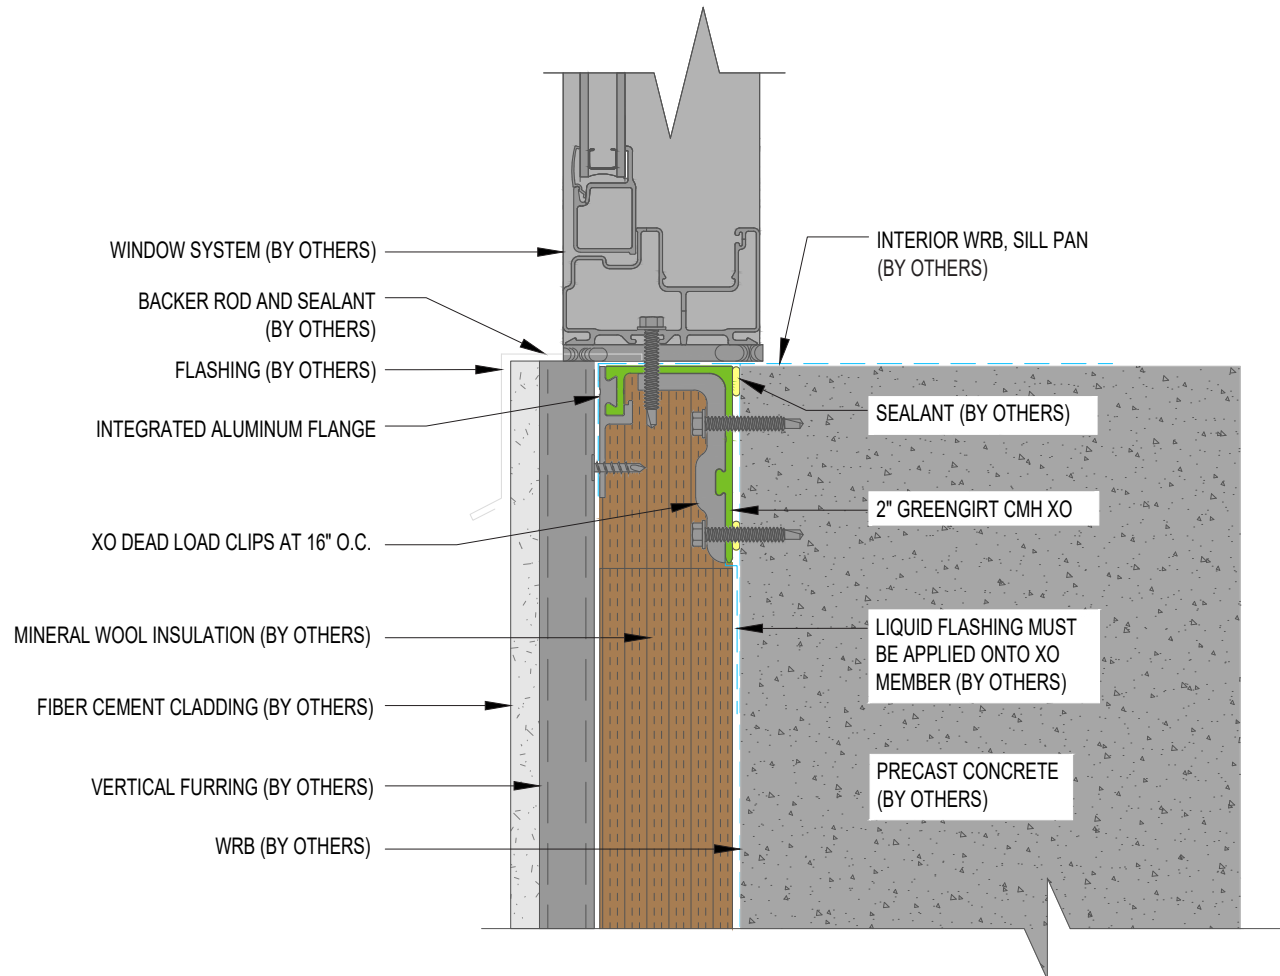 WINDOW SYSTEM (BY OTHERS)
BACKER ROD AND SEALANT
(BY OTHERS)
FLASHING (BY OTHERS)
INTEGRATED ALUMINUM FLANGE
XO DEAD LOAD CLIPS AT 16" O.C.
MINERAL WOOL INSULATION (BY OTHERS)
FIBER CEMENT CLADDING (BY OTHERS)
VERTICAL FURRING (BY OTHERS)
WRB (BY OTHERS)
INTERIOR WRB, SILL PAN
(BY OTHERS)
SEALANT (BY OTHERS)
2" GREENGIRT CMH XO
LIQUID FLASHING MUST
BE APPLIED ONTO XO
MEMBER (BY OTHERS)
PRECAST CONCRETE
(BY OTHERS)